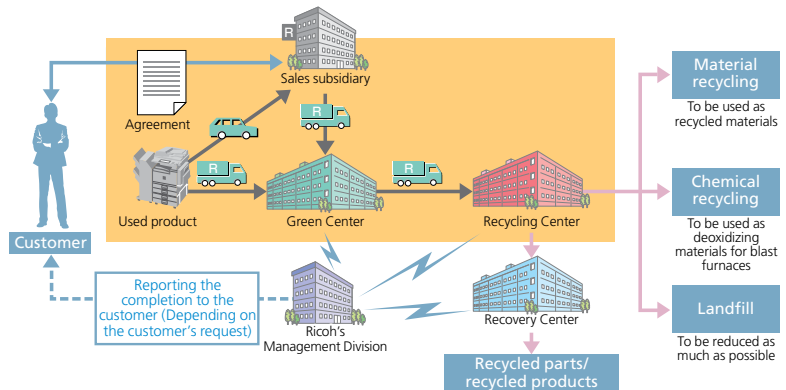 R
Sales subsidiary
Agreement
R
R
R
Used product
Green Center
Recycling Center
Customer
Reporting the
completion to the
customer (Depending on
the customer's request)
Ricoh's
Management Division
Recovery Center
Recycled parts/
recycled products
Material
recycling
To be used as
recycled materials
Chemical
recycling
To be used as
deoxidizing
materials for blast
furnaces
Landfill
To be reduced as
much as possible